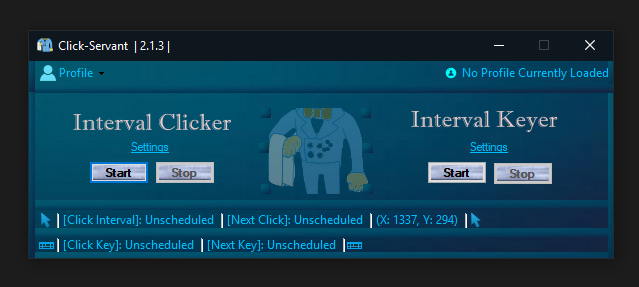 Click-Servant | 2.1.3 |
Profile
No Profile Currently Loaded
Interval Clicker
Interval Keyer
Settings
Settings
Start Stop
Start Stop
[Click Interval]: Unscheduled | [Next Click]: Unscheduled | (X: 1337, Y: 294) |
[Click Key]: Unscheduled | [Next Key]: Unscheduled |